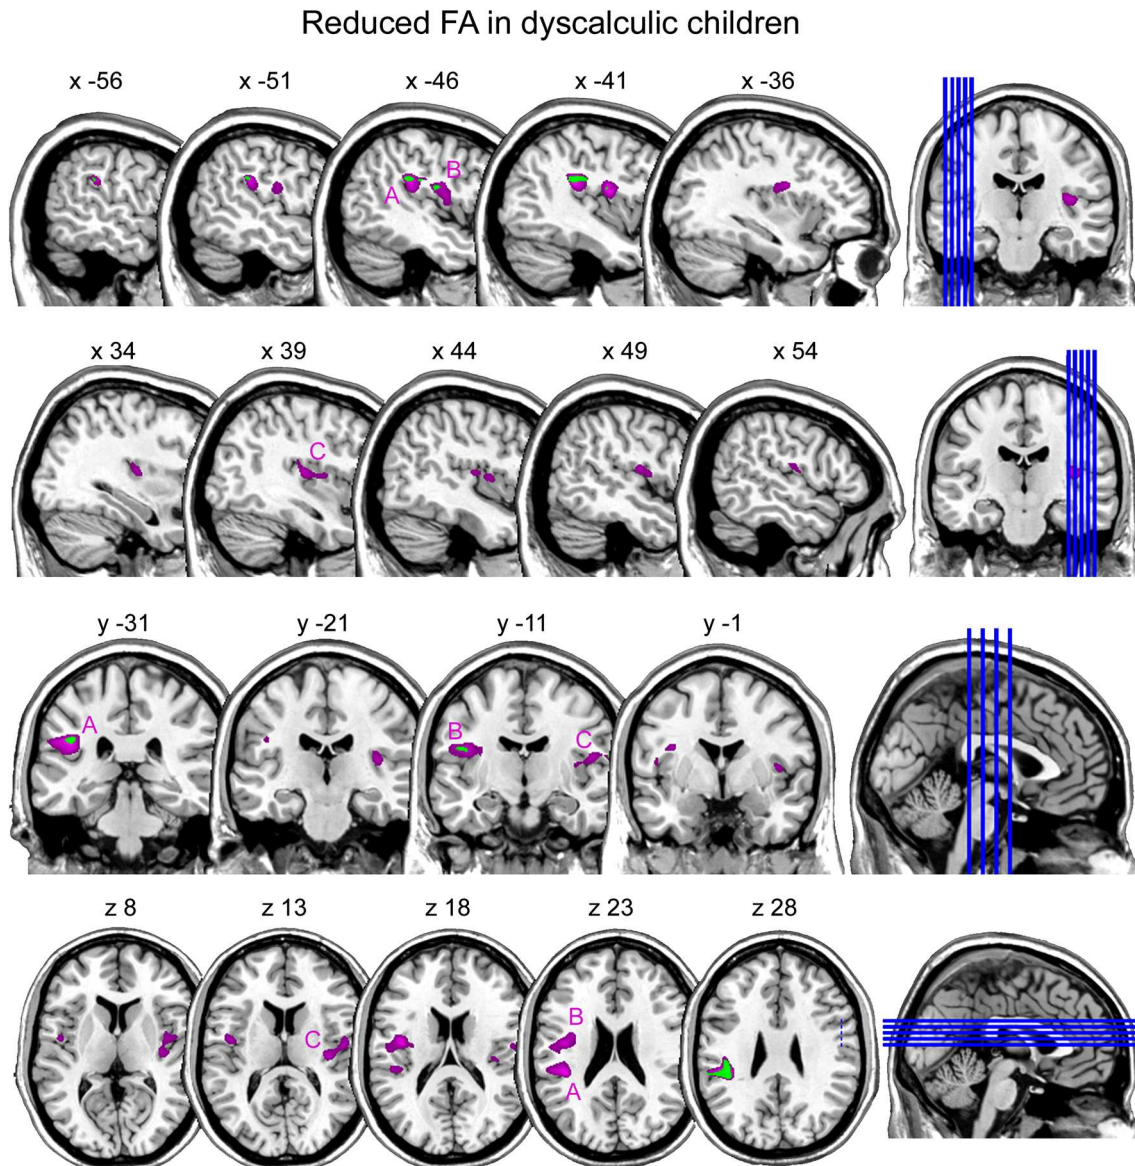 Reduced FA in dyscalculic children
x -56 x -51 x -46 x -41 x -36
A B
x 34 x 39 x 44 x 49 x 54
C
y -31 y -21 y -11 y -1
A B C
z 8 z 13 z 18 z 23 z 28
C B
A